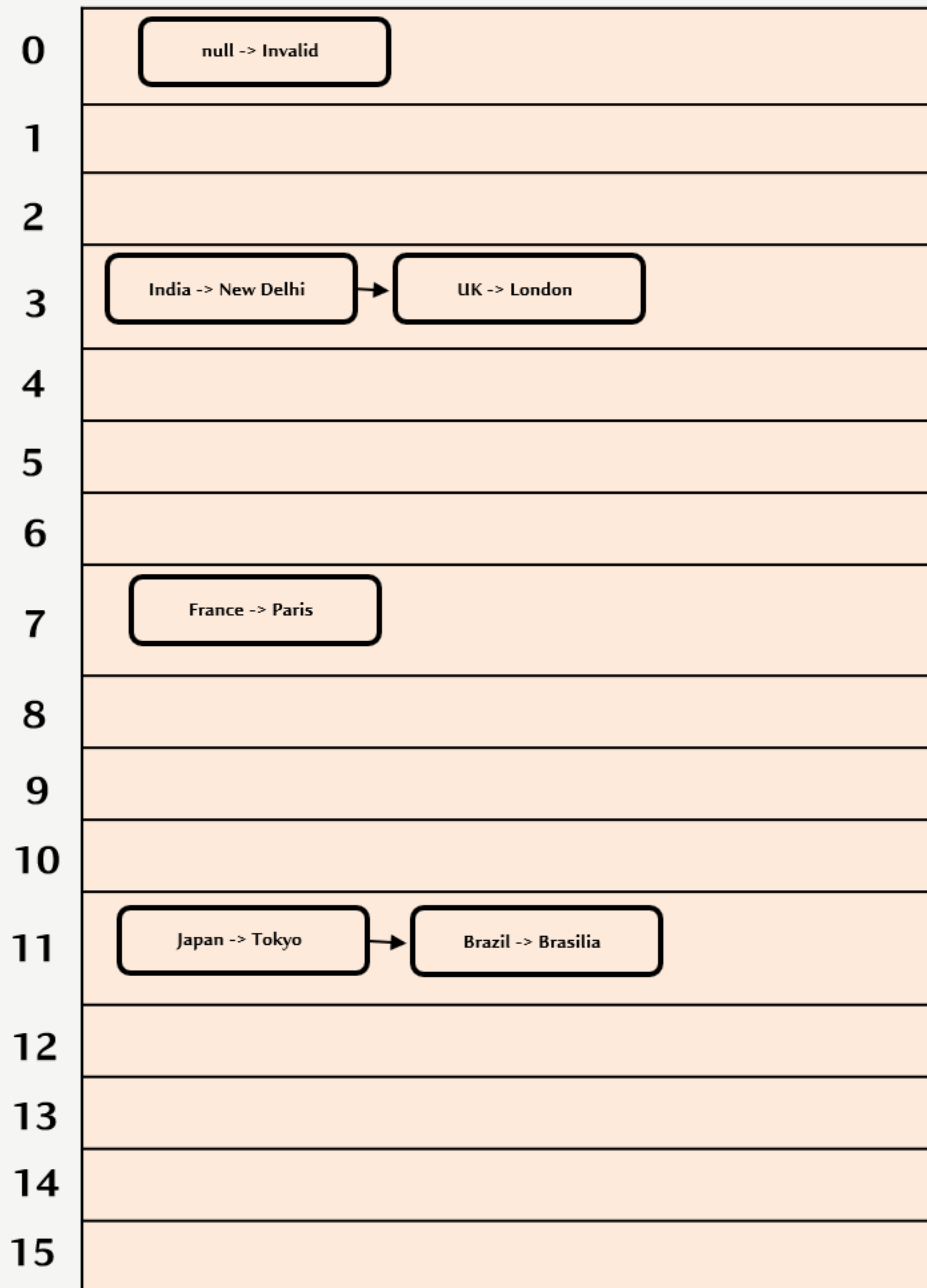 0
null -> Invalid
1
2
3
India -> New Delhi
UK -> London
4
5
6
7
France -> Paris
8
9
10
11
Japan -> Tokyo
Brazil -> Brasilia
12
13
14
15